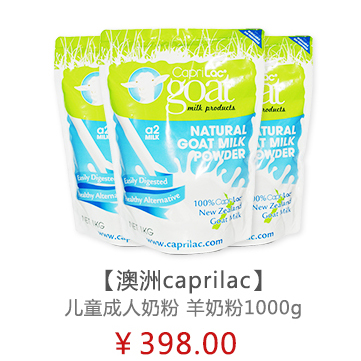 CapriLac
goat
milk products
a2
MILK
NATURAL
GOAT MILK
POWDER
Easily Digested
Healthy Alternative
100% CapriLac
New Zealand
Goat Milk
NET 1KG
www.caprilac.com
【澳洲caprilac】
儿童成人奶粉 羊奶粉1000g
￥398.00